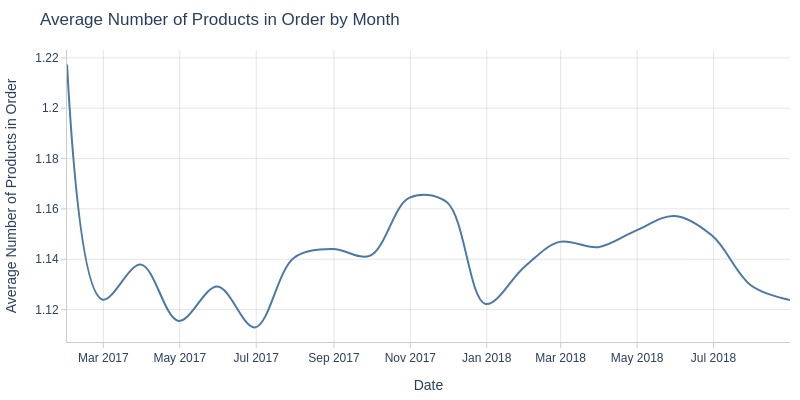 Average Number of Products in Order by Month
Average Number of Products in Order
1.22
1.2
1.18
1.16
1.14
1.12
Mar 2017 May 2017 Jul 2017 Sep 2017 Nov 2017 Jan 2018 Mar 2018 May 2018 Jul 2018
Date